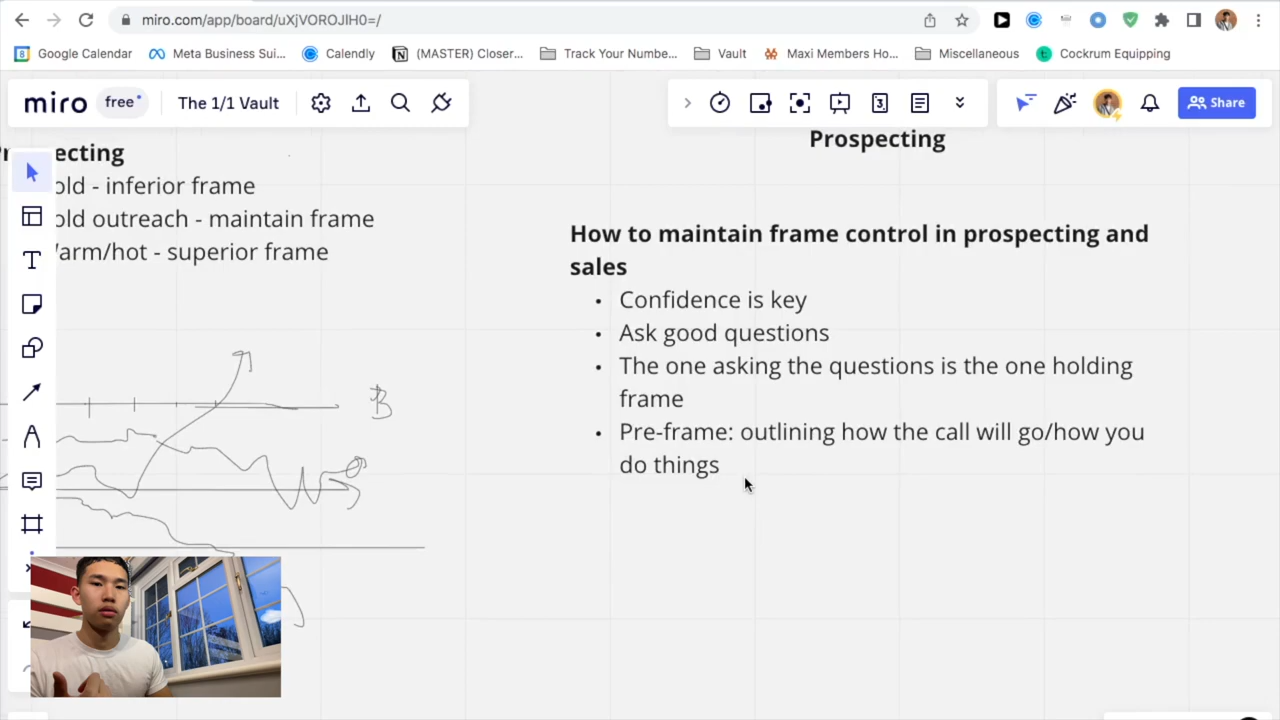 miro.com/app/board/uXjVOROJlH0=/
Google Calendar
Meta Business Sui...
Calendly
(MASTER) Closer...
Track Your Numbe...
Vault
Maxi Members Ho...
Miscellaneous
Cockrum Equipping
miro
free
The 1/1 Vault
Share
ecting
old - inferior frame
old outreach - maintain frame
arm/hot - superior frame
B
Prospecting
How to maintain frame control in prospecting and
sales
• Confidence is key
• Ask good questions
• The one asking the questions is the one holding
frame
• Pre-frame: outlining how the call will go/how you
do things